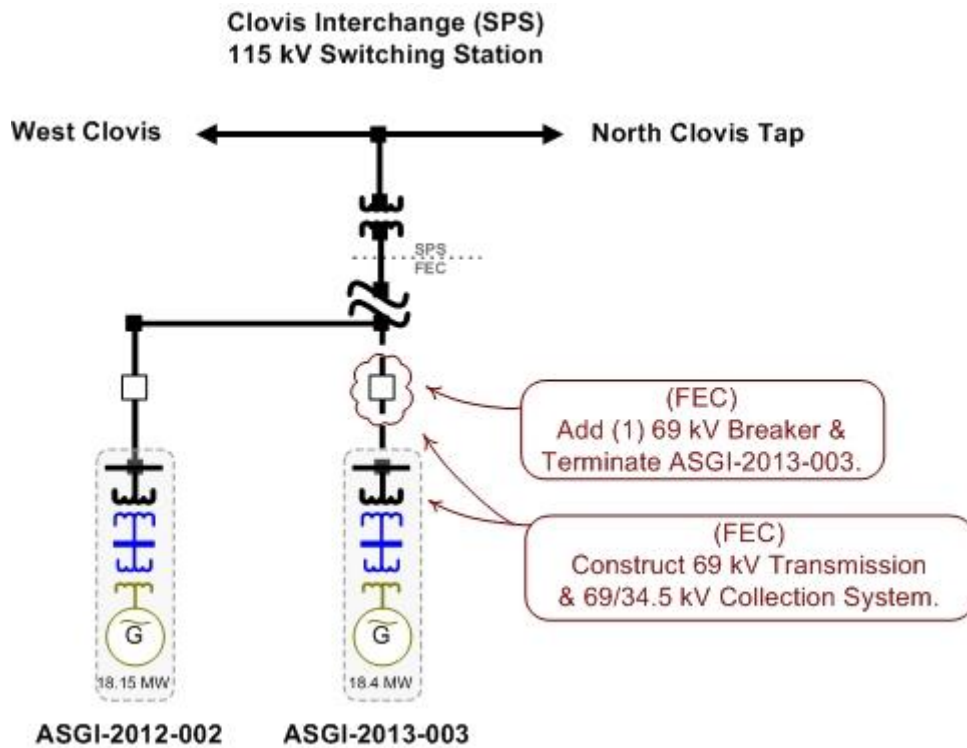 Clovis Interchange (SPS)
115 kV Switching Station
West Clovis
North Clovis Tap
SPS
FEC
(FEC)
Add (1) 69 kV Breaker &
Terminate ASGI-2013-003.
(FEC)
Construct 69 kV Transmission
& 69/34.5 kV Collection System.
G
G
18.15 MW
18.4 MW
ASGI-2012-002
ASGI-2013-003